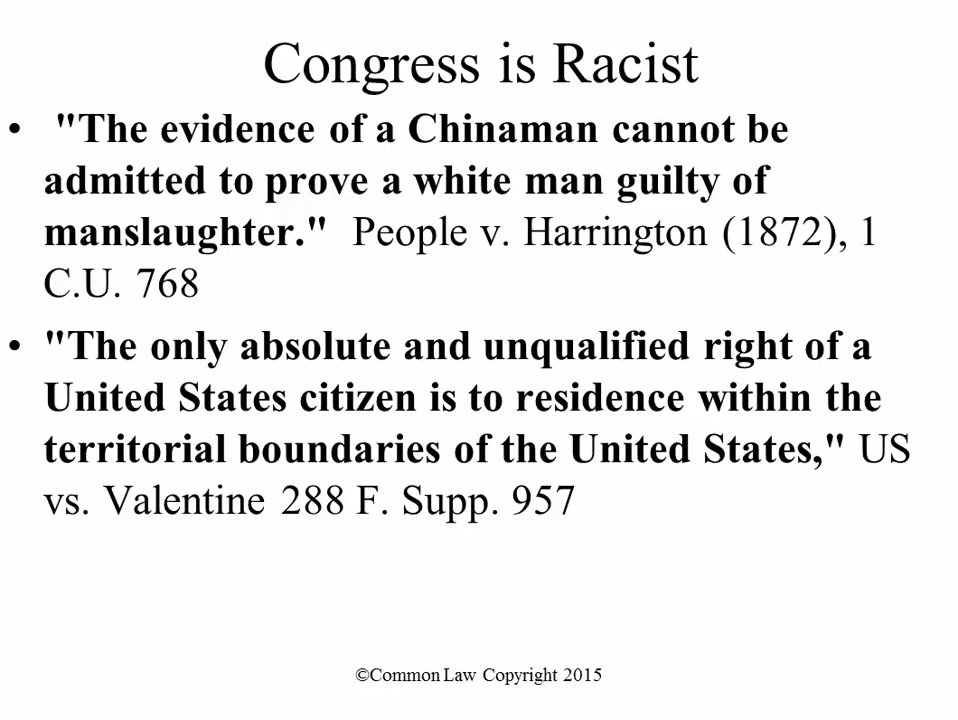 Congress is Racist
• "The evidence of a Chinaman cannot be
admitted to prove a white man guilty of
manslaughter." People v. Harrington (1872), 1
C.U. 768
• "The only absolute and unqualified right of a
United States citizen is to residence within the
territorial boundaries of the United States," US
vs. Valentine 288 F. Supp. 957
©Common Law Copyright 2015